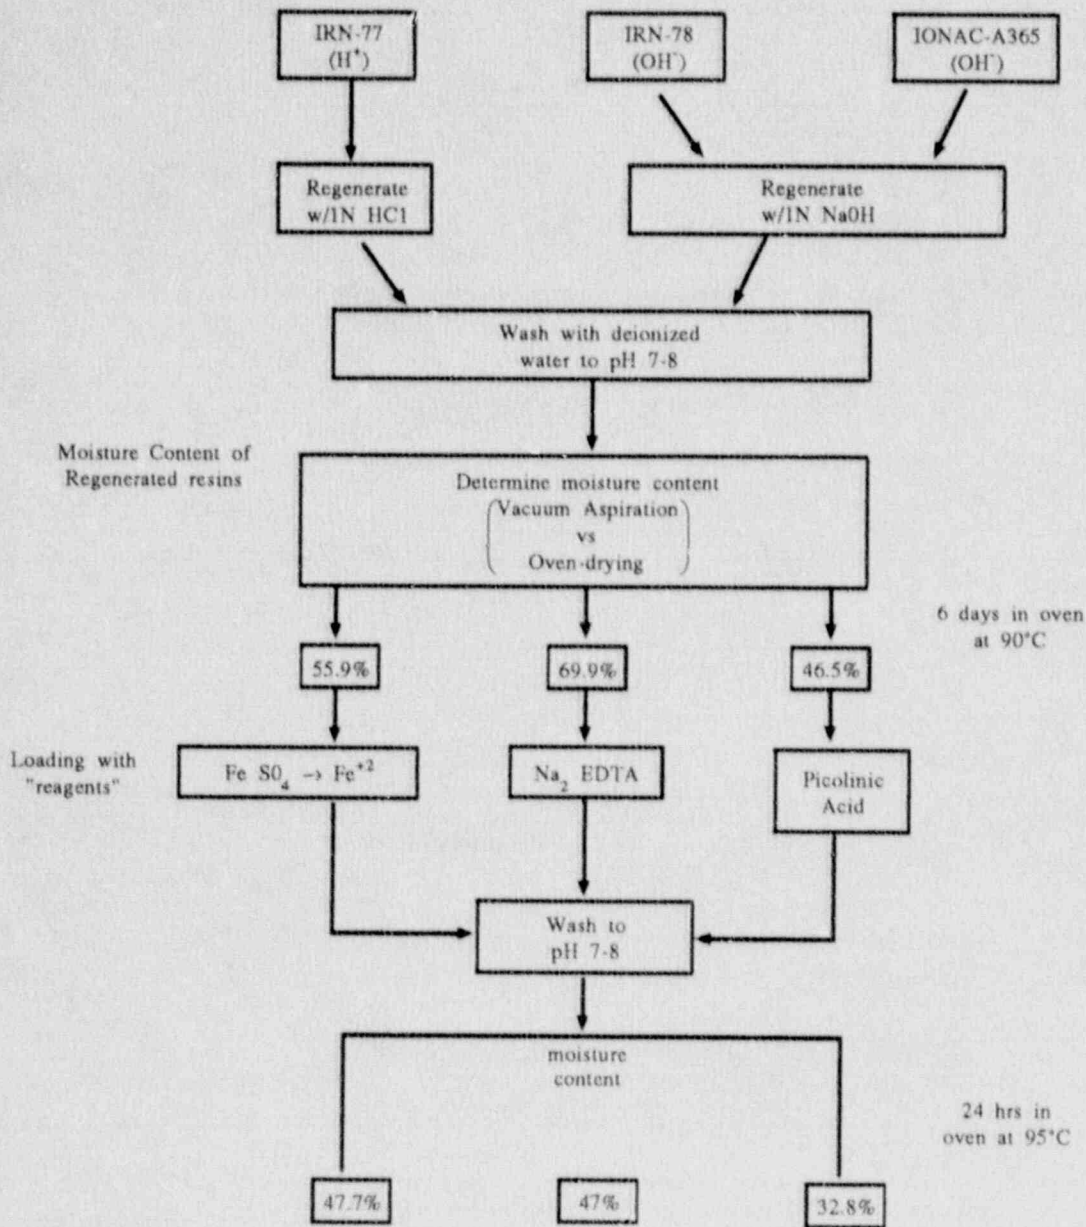 IRN-77
(H⁺)
IRN-78
(OH⁻)
IONAC-A365
(OH⁻)
Regenerate
w/1N HCl
Regenerate
w/1N NaOH
Wash with deionized
water to pH 7-8
Moisture Content of
Regenerated resins
Determine moisture content
(Vacuum Aspiration
vs
Oven-drying)
6 days in oven
at 90°C
55.9%
69.9%
46.5%
Loading with
"reagents"
Fe SO₄ → Fe⁺²
Na₂ EDTA
Picolinic
Acid
Wash to
pH 7-8
moisture
content
24 hrs in
oven at 95°C
47.7%
47%
32.8%